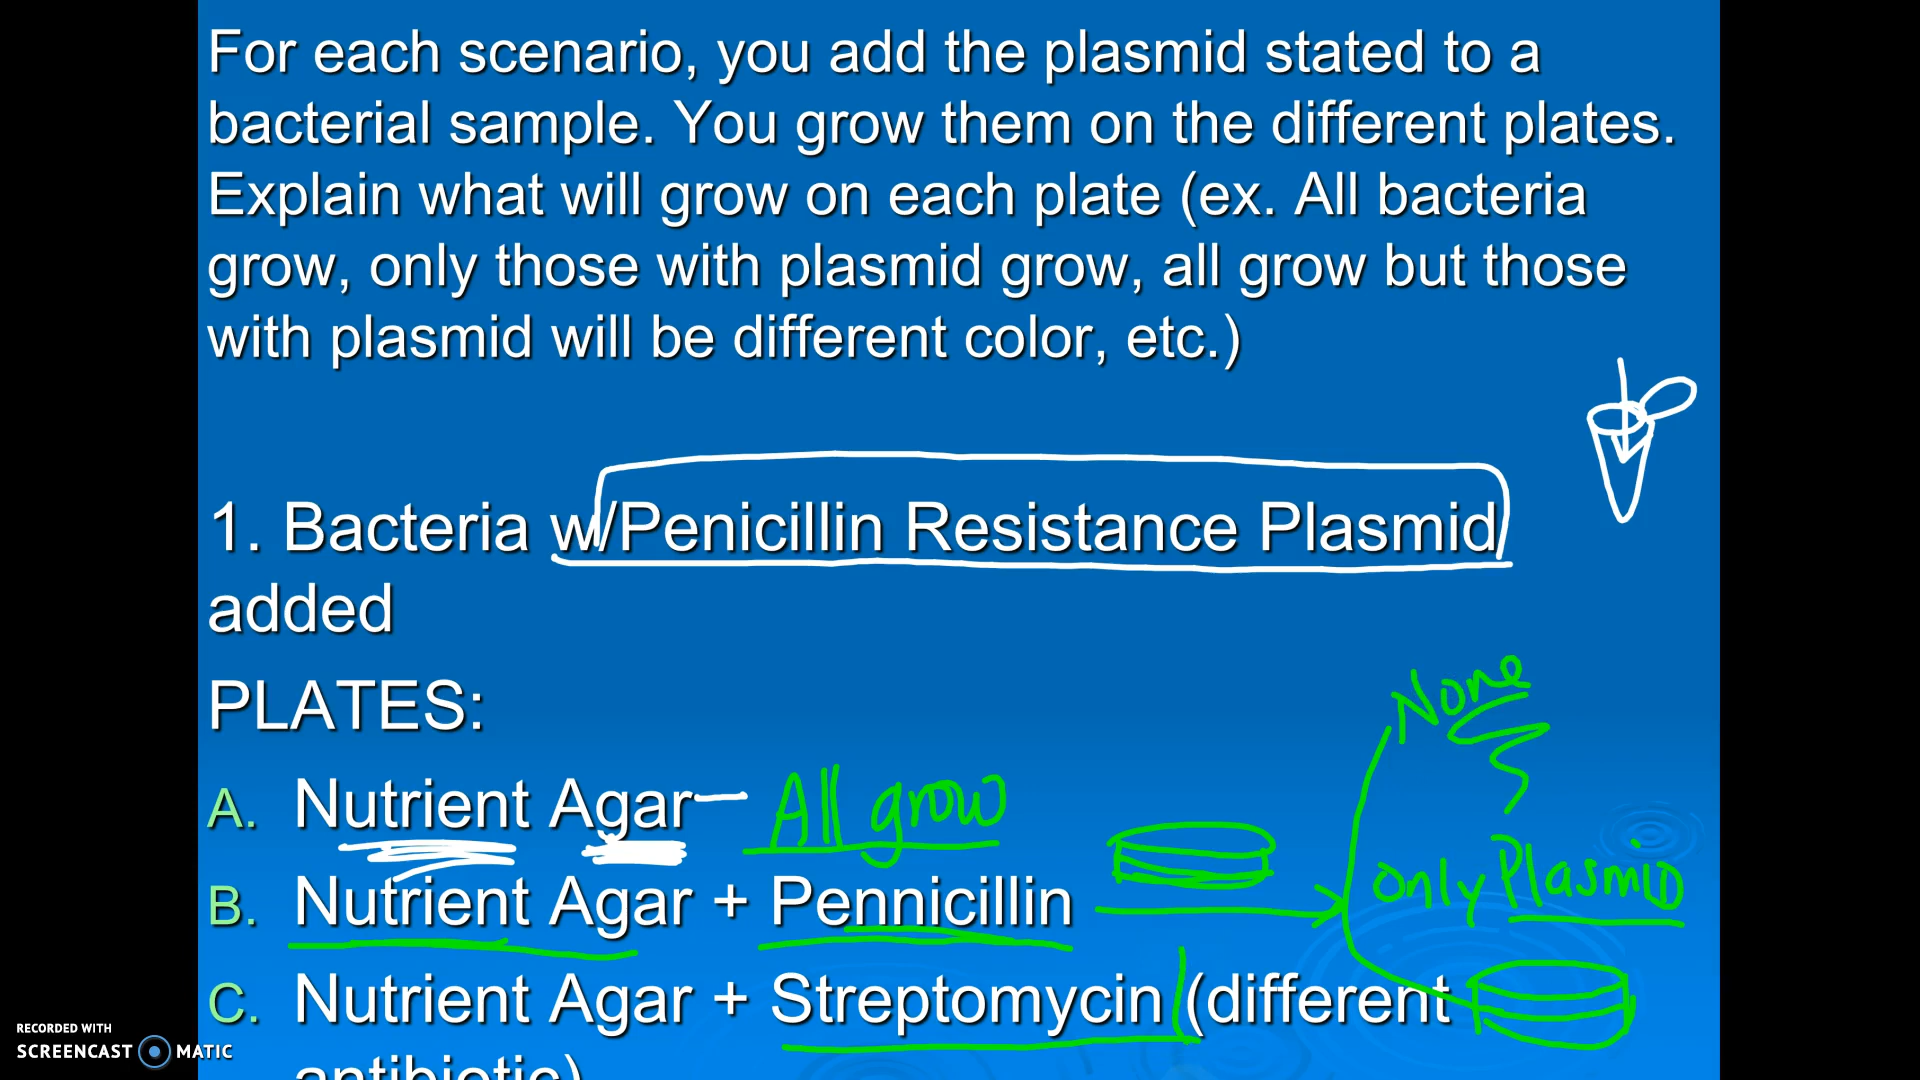 For each scenario, you add the plasmid stated to a
bacterial sample. You grow them on the different plates.
Explain what will grow on each plate (ex. All bacteria
grow, only those with plasmid grow, all grow but those
with plasmid will be different color, etc.)
1. Bacteria w/Penicillin Resistance Plasmid
added
PLATES:
None
A. Nutrient Agar— All grow
only Plasmid
B. Nutrient Agar + Pennicillin
C. Nutrient Agar + Streptomycin (different
antibiotic)
RECORDED WITH
SCREENCAST MATIC